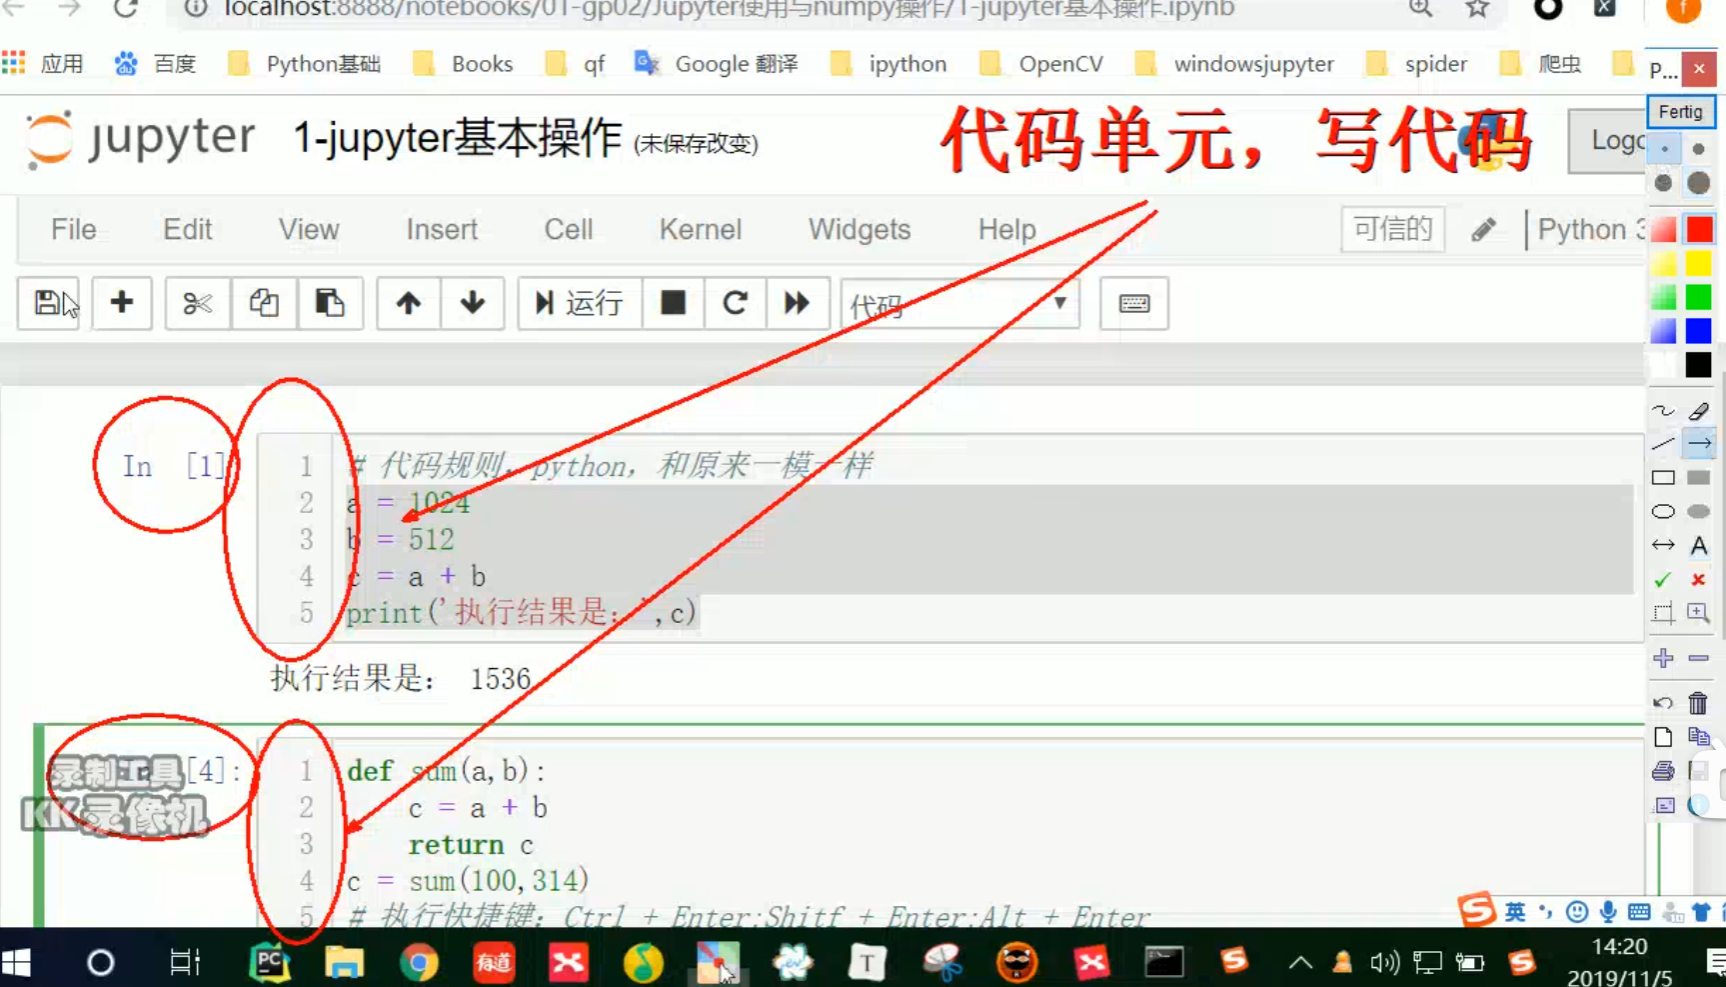 localhost:8888/notebooks/01-gp02/Jupyter使用与numpy操作/1-jupyter基本操作.ipynb
应用 百度 Python基础 Books qf Google 翻译 ipython OpenCV windowsjupyter spider 爬虫
P...
Fertig
jupyter 1-jupyter基本操作 (未保存改变)
代码单元，写代码
Logo
File Edit View Insert Cell Kernel Widgets Help 可信的 Python 3
运行 代码
In [1]
1 # 代码规则，python，和原来一模一样
2 a = 1024
3 b = 512
4 c = a + b
5 print('执行结果是：',c)
执行结果是： 1536
In [4]:
录制工具
KK录像机
1 def sum(a,b):
2 c = a + b
3 return c
4 c = sum(100,314)
5 # 执行快捷键：Ctrl + Enter;Shitf + Enter;Alt + Enter
英
PC 有道 T
14:20
2019/11/5